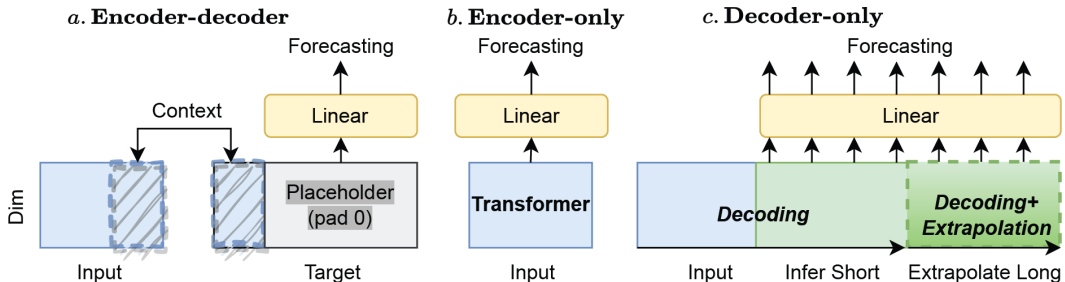 a. Encoder-decoder
Forecasting
Linear
Context
Dim
Placeholder
(pad 0)
Input
Target
b. Encoder-only
Forecasting
Linear
Transformer
Input
c. Decoder-only
Forecasting
Linear
Decoding
Decoding+
Extrapolation
Input
Infer Short
Extrapolate Long